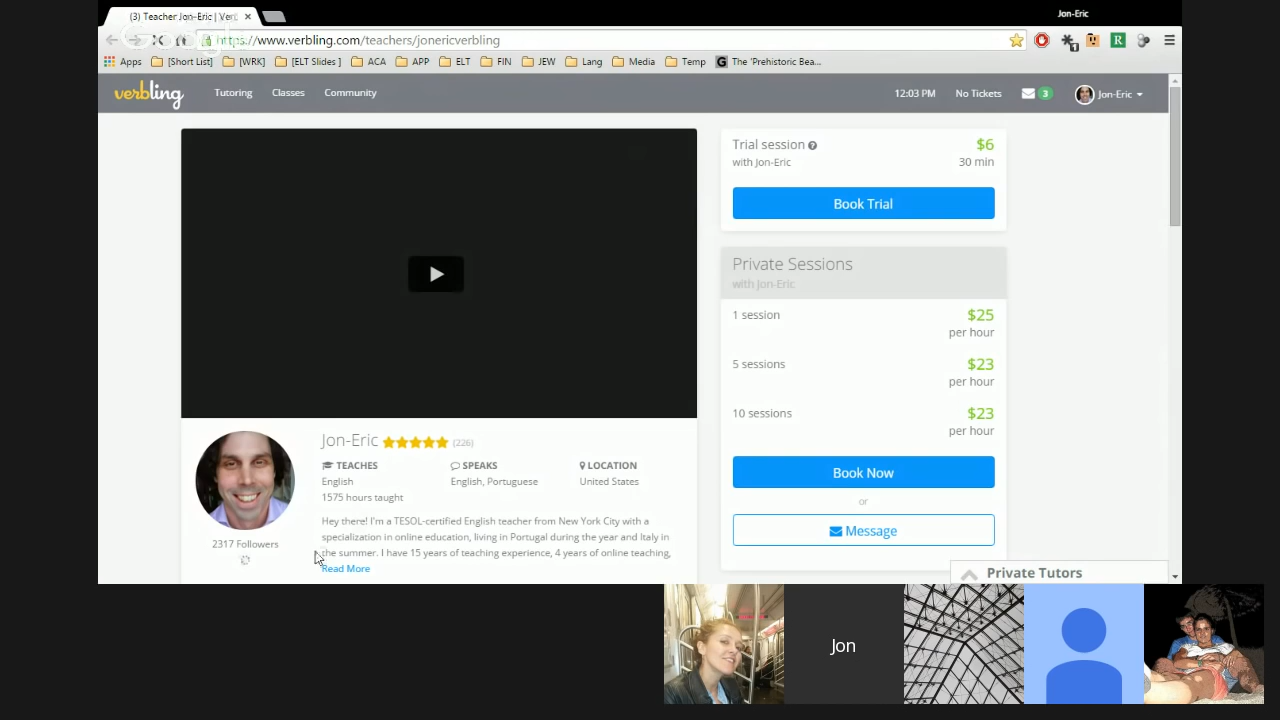 (3) Teacher Jon-Eric | Ver
Jon-Eric
Google
https://www.verbling.com/teachers/jonericverbling
Apps [Short List] [WRK] [ELT Slides ] ACA APP ELT FIN JEW Lang Media Temp The 'Prehistoric Bea...
verbling Tutoring Classes Community 12:03 PM No Tickets 3 Jon-Eric
Trial session $6
with Jon-Eric 30 min
Book Trial
Private Sessions
with Jon-Eric
1 session $25
per hour
5 sessions $23
per hour
10 sessions $23
per hour
Book Now
or
Message
Private Tutors
Jon-Eric (226)
TEACHES SPEAKS LOCATION
English English, Portuguese United States
1575 hours taught
Hey there! I'm a TESOL-certified English teacher from New York City with a
specialization in online education, living in Portugal during the year and Italy in
the summer. I have 15 years of teaching experience, 4 years of online teaching,
Read More
2317 Followers
Jon